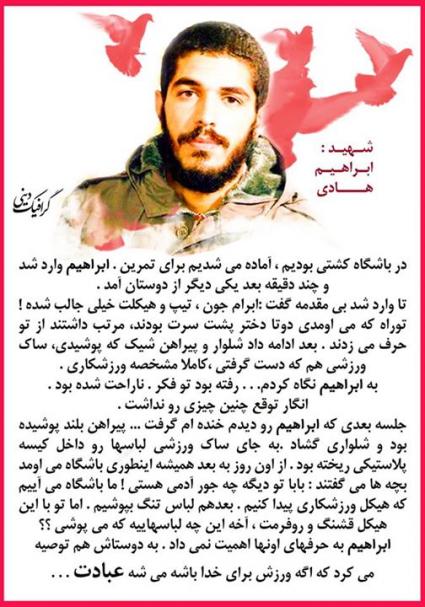 شهید :
ابراهیم
هادی
گرافیک دینی
در باشگاه کشتی بودیم ، آماده می شدیم برای تمرین . ابراهیم وارد شد
و چند دقیقه بعد یکی دیگر از دوستان آمد .
تا وارد شد بی مقدمه گفت :ابرام جون ، تیپ و هیکلت خیلی جالب شده !
توراه که می اومدی دوتا دختر پشت سرت بودند، مرتب داشتند از تو
حرف می زدند . بعد ادامه داد شلوار و پیراهن شیک که پوشیدی، ساک
ورزشی هم که دست گرفتی ،کاملا مشخصه ورزشکاری .
به ابراهیم نگاه کردم... رفته بود تو فکر . ناراحت شده بود .
انگار توقع چنین چیزی رو نداشت .
جلسه بعدی که ابراهیم رو دیدم خنده ام گرفت ... پیراهن بلند پوشیده
بود و شلواری گشاد .به جای ساک ورزشی لباسها رو داخل کیسه
پلاستیکی ریخته بود . از اون روز به بعد همیشه اینطوری باشگاه می اومد
بچه ها می گفتند : بابا تو دیگه چه جور آدمی هستی ! ما باشگاه می آییم
که هیکل ورزشکاری پیدا کنیم . بعدهم لباس تنگ بپوشیم . اما تو با این
هیکل قشنگ و روفرمت ، آخه این چه لباسهاییه که می پوشی ؟؟
ابراهیم به حرفهای اونها اهمیت نمی داد . به دوستاش هم توصیه
می کرد که اگه ورزش برای خدا باشه می شه عبادت ...